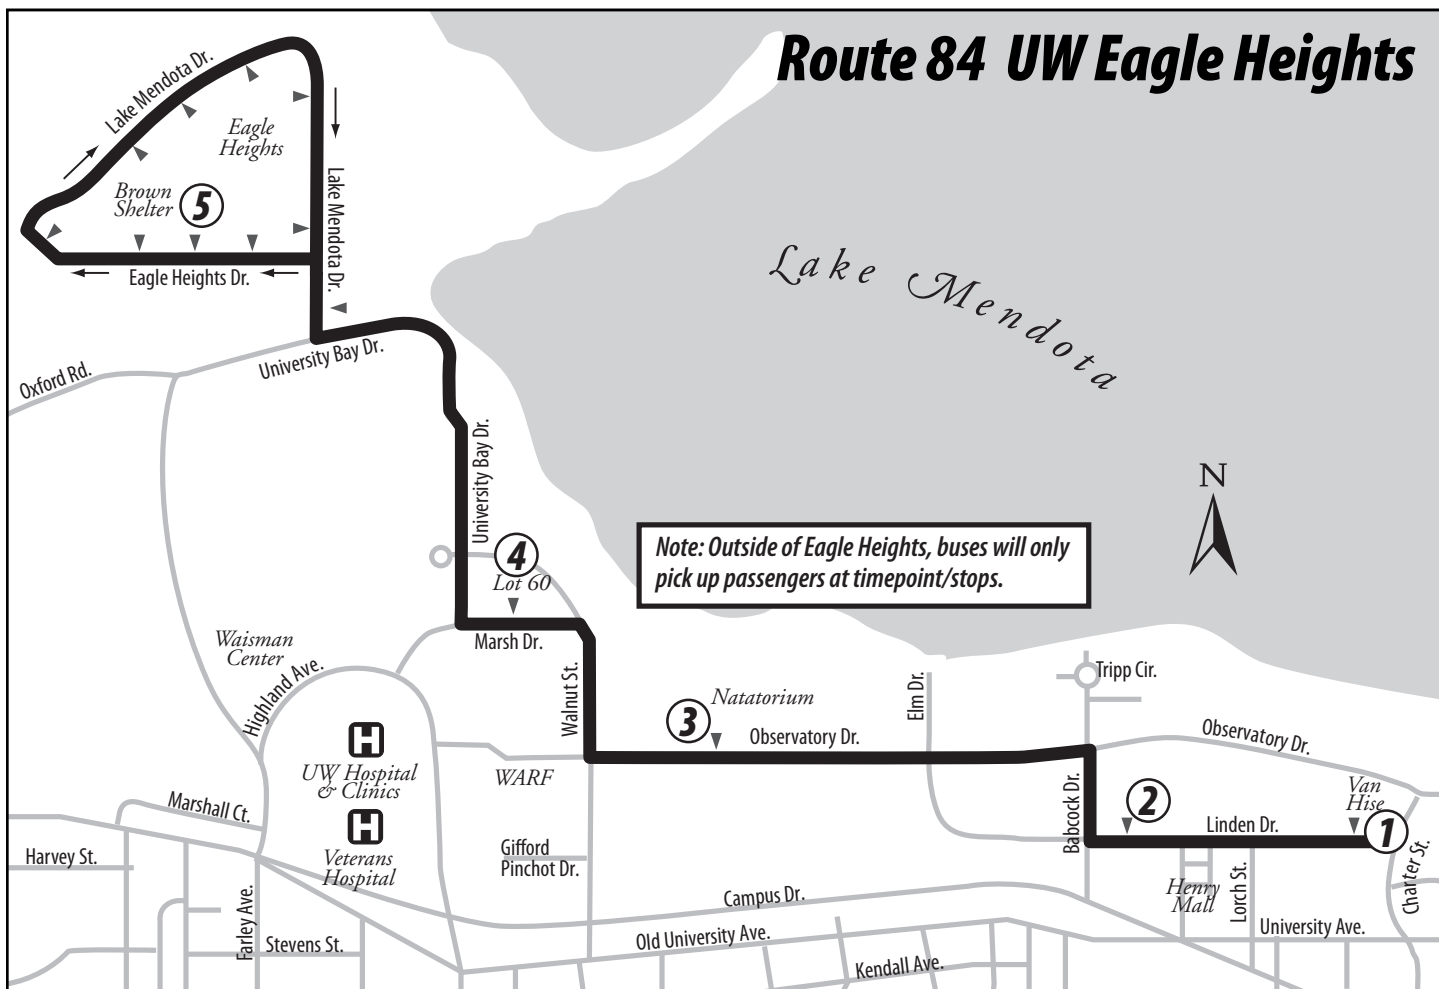 Route 84 UW Eagle Heights
Lake Mendota Dr.
Eagle
Heights
Brown
Shelter
5
Lake Mendota Dr.
Eagle Heights Dr.
Lake Mendota
University Bay Dr.
Oxford Rd.
University Bay Dr.
N
Note: Outside of Eagle Heights, buses will only
pick up passengers at timepoint/stops.
4
Lot 60
Marsh Dr.
Waisman
Center
Highland Ave.
Walnut St.
3
Natatorium
Observatory Dr.
Elm Dr.
Tripp Cir.
Observatory Dr.
H
UW Hospital
& Clinics
WARF
Marshall Ct.
H
Veterans
Hospital
Babcock Dr.
2
Linden Dr.
Van
Hise
1
Harvey St.
Gifford
Pinchot Dr.
Henry
Mall
Lorch St.
Charter St.
Farley Ave.
Stevens St.
Campus Dr.
Old University Ave.
University Ave.
Kendall Ave.